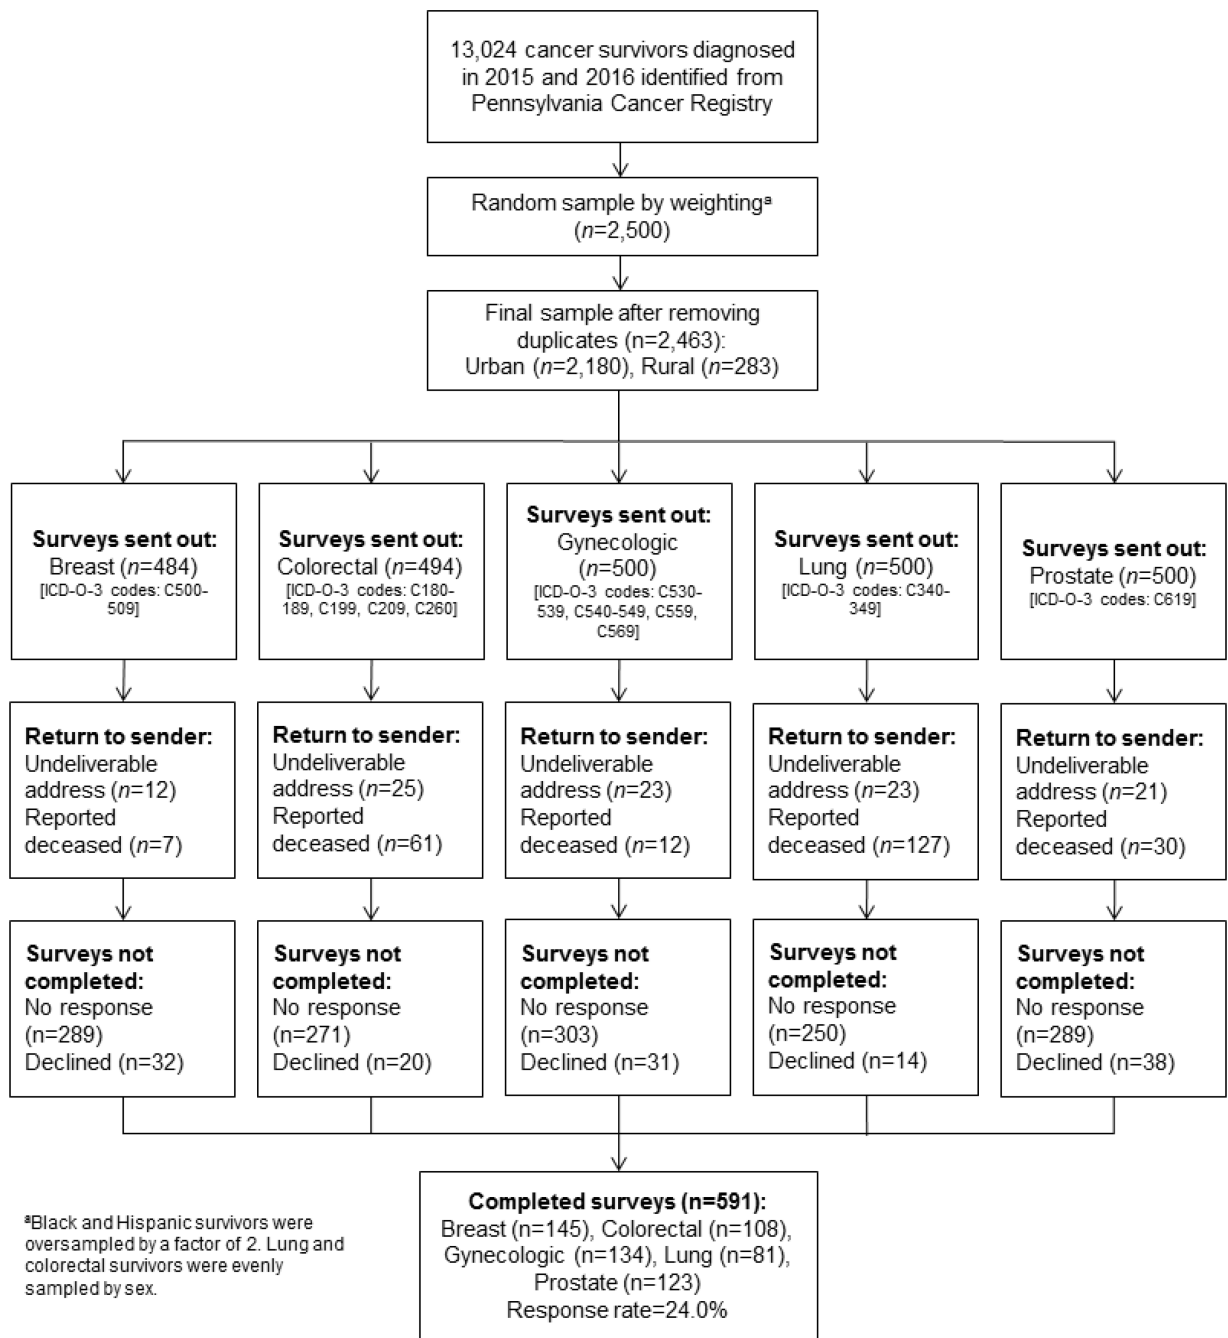 13,024 cancer survivors diagnosed
in 2015 and 2016 identified from
Pennsylvania Cancer Registry
Random sample by weightingᵃ
(n=2,500)
Final sample after removing
duplicates (n=2,463):
Urban (n=2,180), Rural (n=283)
Surveys sent out:
Breast (n=484)
[ICD-O-3 codes: C500-
509]
Surveys sent out:
Colorectal (n=494)
[ICD-O-3 codes: C180-
189, C199, C209, C260]
Surveys sent out:
Gynecologic
(n=500)
[ICD-O-3 codes: C530-
539, C540-549, C559,
C569]
Surveys sent out:
Lung (n=500)
[ICD-O-3 codes: C340-
349]
Surveys sent out:
Prostate (n=500)
[ICD-O-3 codes: C619]
Return to sender:
Undeliverable
address (n=12)
Reported
deceased (n=7)
Return to sender:
Undeliverable
address (n=25)
Reported
deceased (n=61)
Return to sender:
Undeliverable
address (n=23)
Reported
deceased (n=12)
Return to sender:
Undeliverable
address (n=23)
Reported
deceased (n=127)
Return to sender:
Undeliverable
address (n=21)
Reported
deceased (n=30)
Surveys not
completed:
No response
(n=289)
Declined (n=32)
Surveys not
completed:
No response
(n=271)
Declined (n=20)
Surveys not
completed:
No response
(n=303)
Declined (n=31)
Surveys not
completed:
No response
(n=250)
Declined (n=14)
Surveys not
completed:
No response
(n=289)
Declined (n=38)
Completed surveys (n=591):
Breast (n=145), Colorectal (n=108),
Gynecologic (n=134), Lung (n=81),
Prostate (n=123)
Response rate=24.0%
ᵃBlack and Hispanic survivors were
oversampled by a factor of 2. Lung and
colorectal survivors were evenly
sampled by sex.